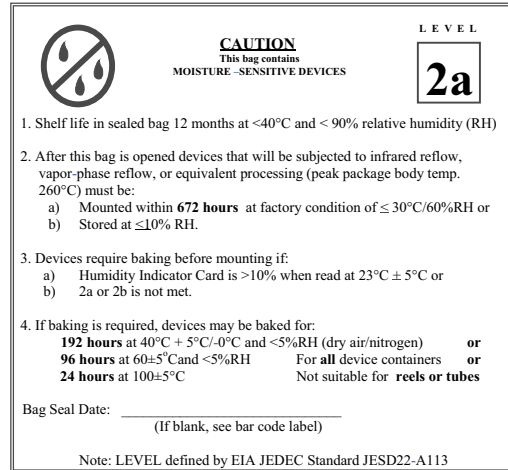 LEVEL
CAUTION
This bag contains
MOISTURE –SENSITIVE DEVICES
2a
1. Shelf life in sealed bag 12 months at <40°C and < 90% relative humidity (RH)
2. After this bag is opened devices that will be subjected to infrared reflow,
vapor-phase reflow, or equivalent processing (peak package body temp.
260°C) must be:
a) Mounted within 672 hours at factory condition of ≤ 30°C/60%RH or
b) Stored at ≤10% RH.
3. Devices require baking before mounting if:
a) Humidity Indicator Card is >10% when read at 23°C ± 5°C or
b) 2a or 2b is not met.
4. If baking is required, devices may be baked for:
192 hours at 40°C + 5°C/-0°C and <5%RH (dry air/nitrogen) or
96 hours at 60±5°Cand <5%RH For all device containers or
24 hours at 100±5°C Not suitable for reels or tubes
Bag Seal Date: ______________________________
(If blank, see bar code label)
Note: LEVEL defined by EIA JEDEC Standard JESD22-A113